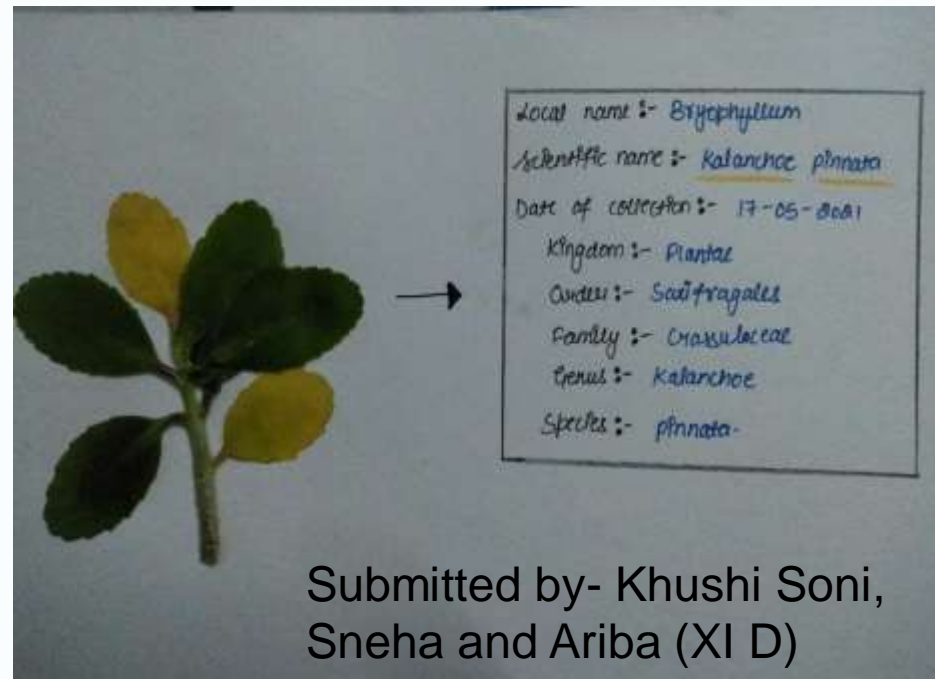 Local name :- Bryophyllum
Scientific name :- Kalanchoe pinnata
Date of collection :- 17-05-2021
Kingdom :- Plantae
Order :- Saxifragales
Family :- Crassulaceae
Genus :- Kalanchoe
Species :- pinnata-
Submitted by- Khushi Soni,
Sneha and Ariba (XI D)